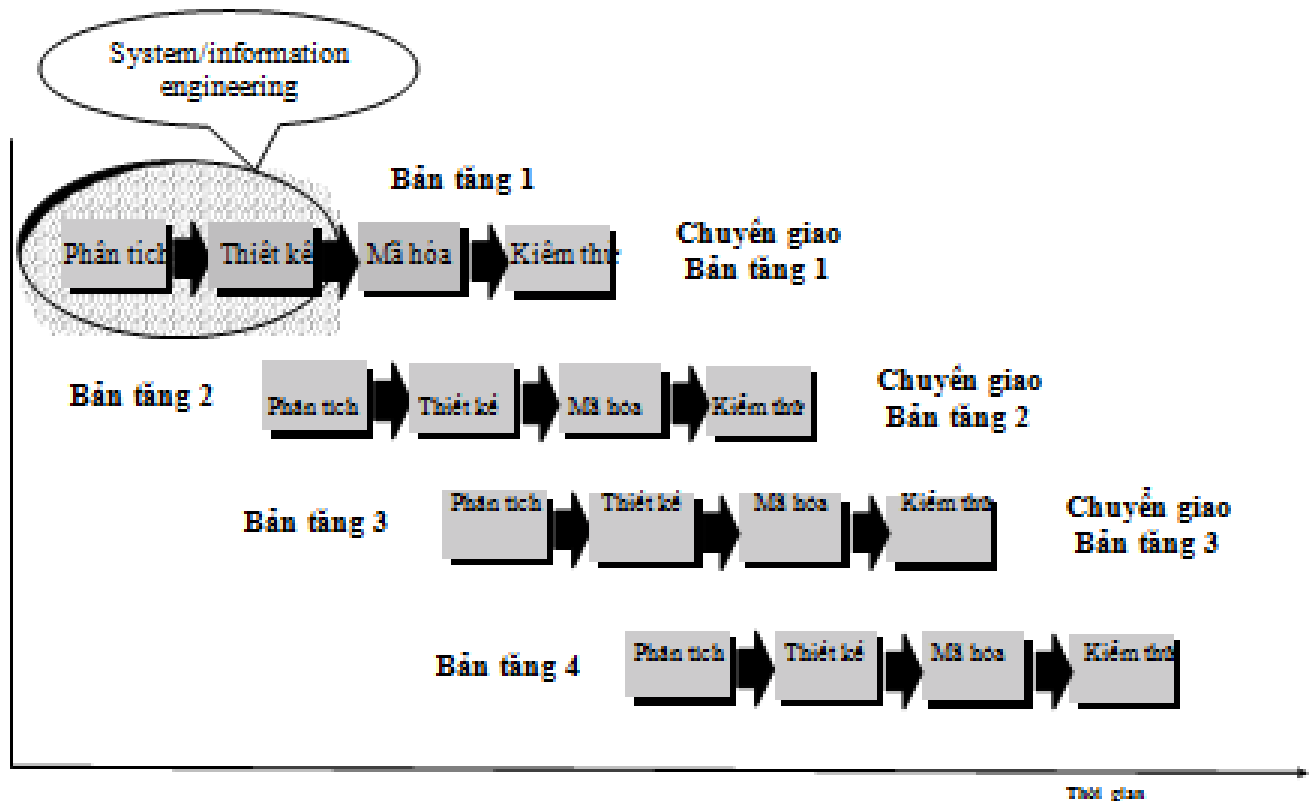 System/information
engineering
Bản tăng 1
Phân tích
Thiết kế
Mã hóa
Kiểm thử
Chuyển giao
Bản tăng 1
Bản tăng 2
Phân tích
Thiết kế
Mã hóa
Kiểm thử
Chuyển giao
Bản tăng 2
Bản tăng 3
Phân tích
Thiết kế
Mã hóa
Kiểm thử
Chuyển giao
Bản tăng 3
Bản tăng 4
Phân tích
Thiết kế
Mã hóa
Kiểm thử
Thời gian